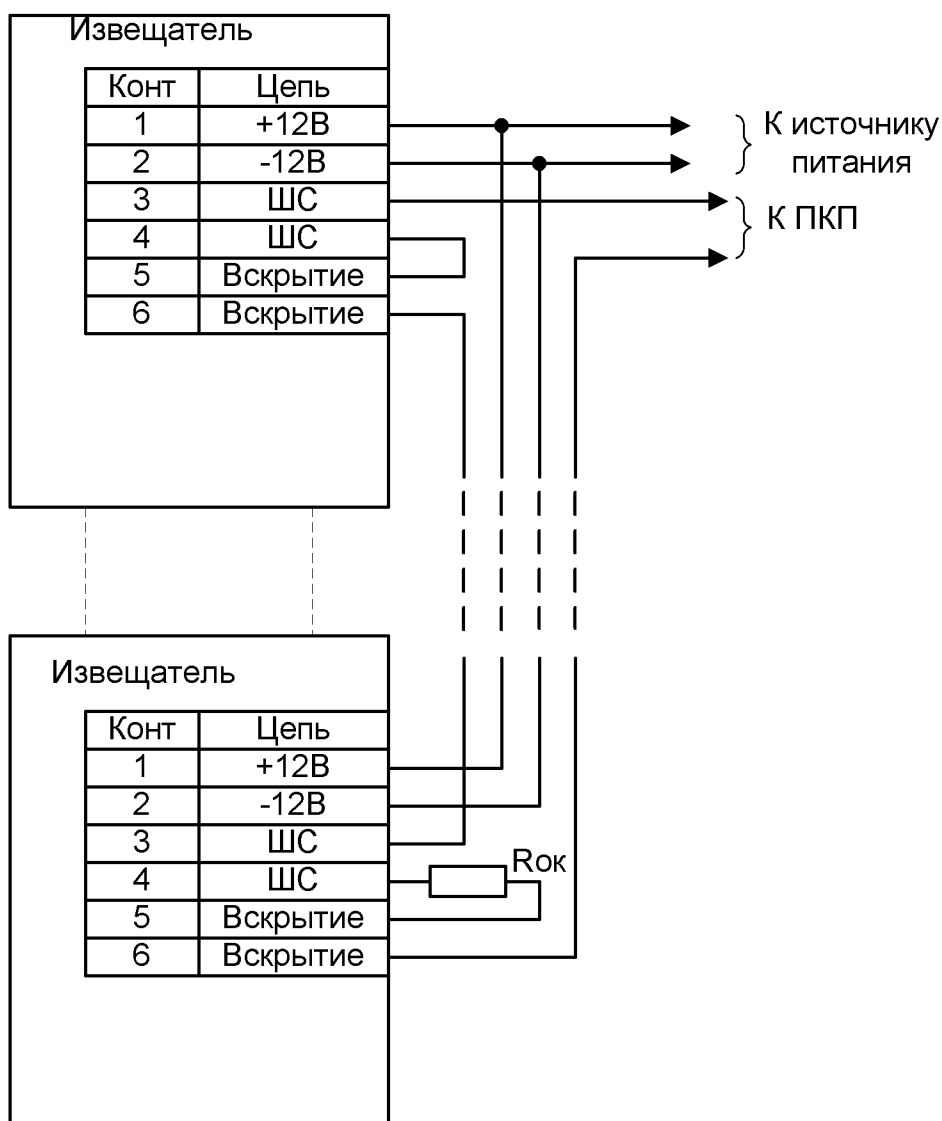 Извещатель
Конт Цепь
1 +12В
2 -12В
3 ШС
4 ШС
5 Вскрытие
6 Вскрытие
К источнику
питания
К ПКП
Извещатель
Конт Цепь
1 +12В
2 -12В
3 ШС
4 ШС
5 Вскрытие
6 Вскрытие
Rок